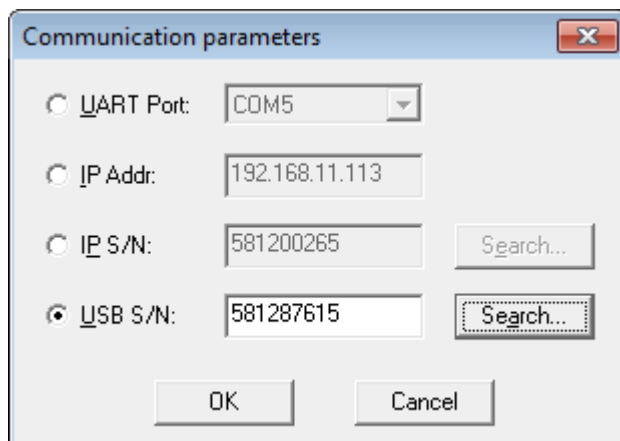 Communication parameters
UART Port: COM5
IP Addr: 192.168.11.113
IP S/N: 581200265 Search...
USB S/N: 581287615 Search...
OK Cancel